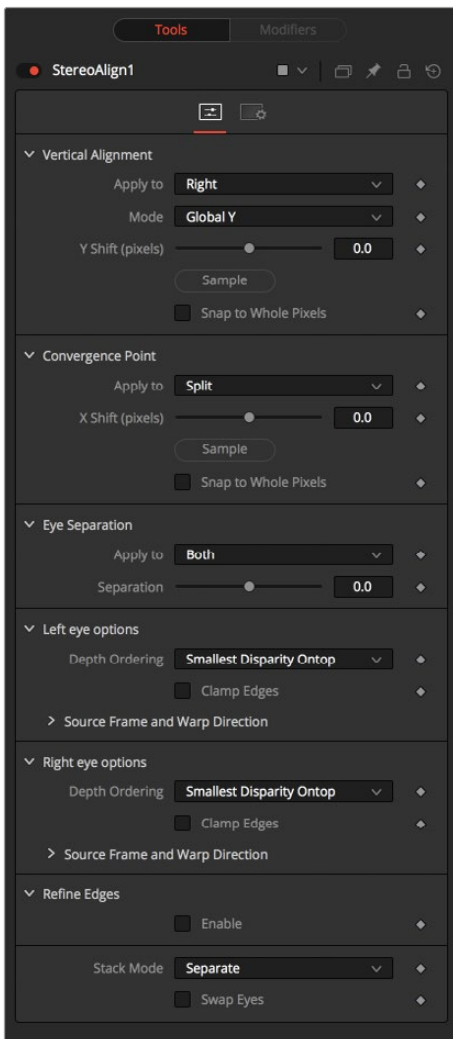 Tools Modifiers
StereoAlign1
Vertical Alignment
Apply to Right
Mode Global Y
Y Shift (pixels) 0.0
Sample
Snap to Whole Pixels
Convergence Point
Apply to Split
X Shift (pixels) 0.0
Sample
Snap to Whole Pixels
Eye Separation
Apply to Both
Separation 0.0
Left eye options
Depth Ordering Smallest Disparity Ontop
Clamp Edges
Source Frame and Warp Direction
Right eye options
Depth Ordering Smallest Disparity Ontop
Clamp Edges
Source Frame and Warp Direction
Refine Edges
Enable
Stack Mode Separate
Swap Eyes